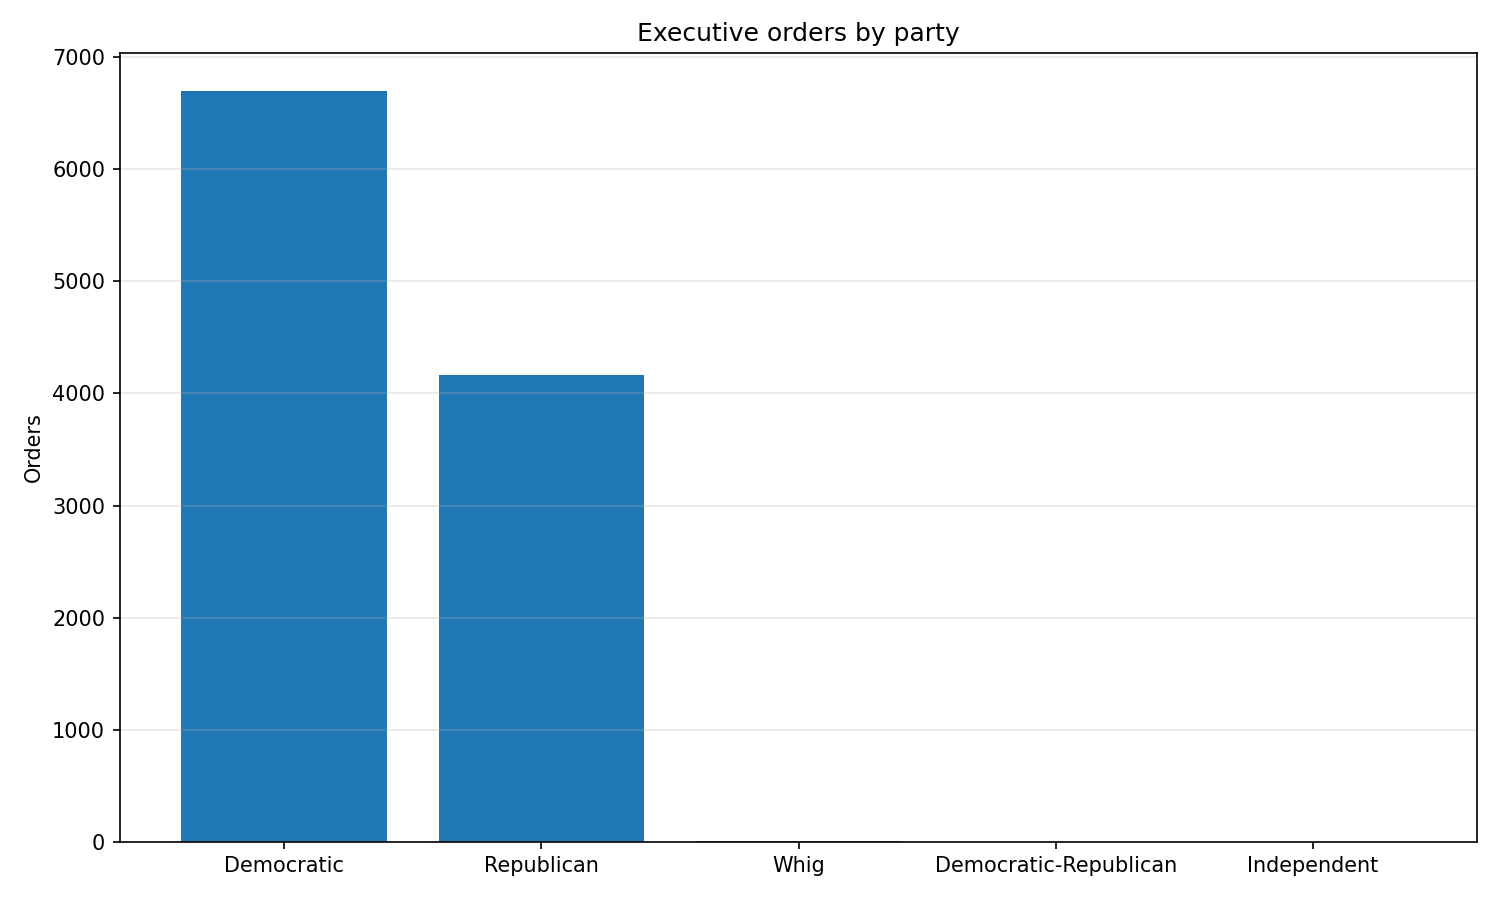 Executive orders by party
7000
6000
5000
4000
3000
2000
1000
0
Orders
Democratic
Republican
Whig
Democratic-Republican
Independent